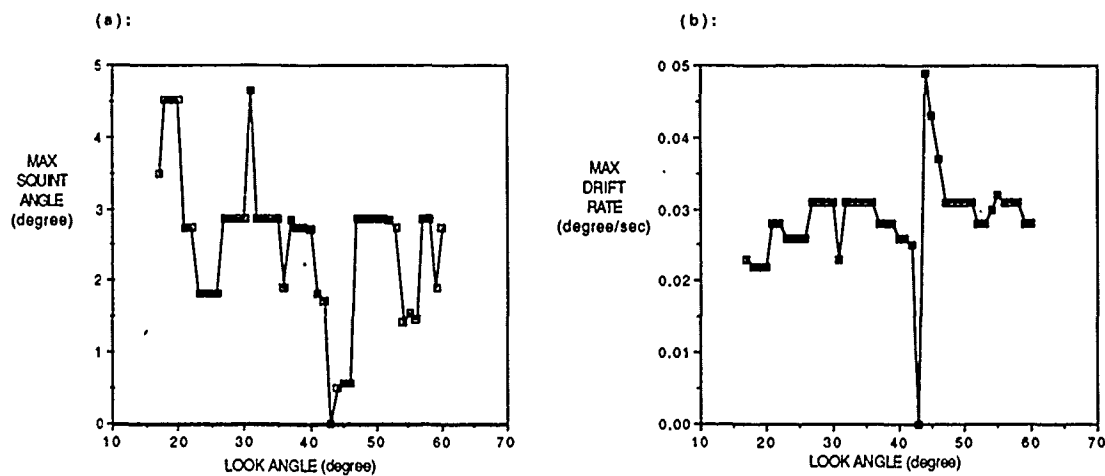 (a):
5
4
3
2
1
0
MAX
SQUINT
ANGLE
(degree)
10 20 30 40 50 60 70
LOOK ANGLE (degree)
(b):
0.05
0.04
0.03
0.02
0.01
0.00
MAX
DRIFT
RATE
(degree/sec)
10 20 30 40 50 60 70
LOOK ANGLE (degree)